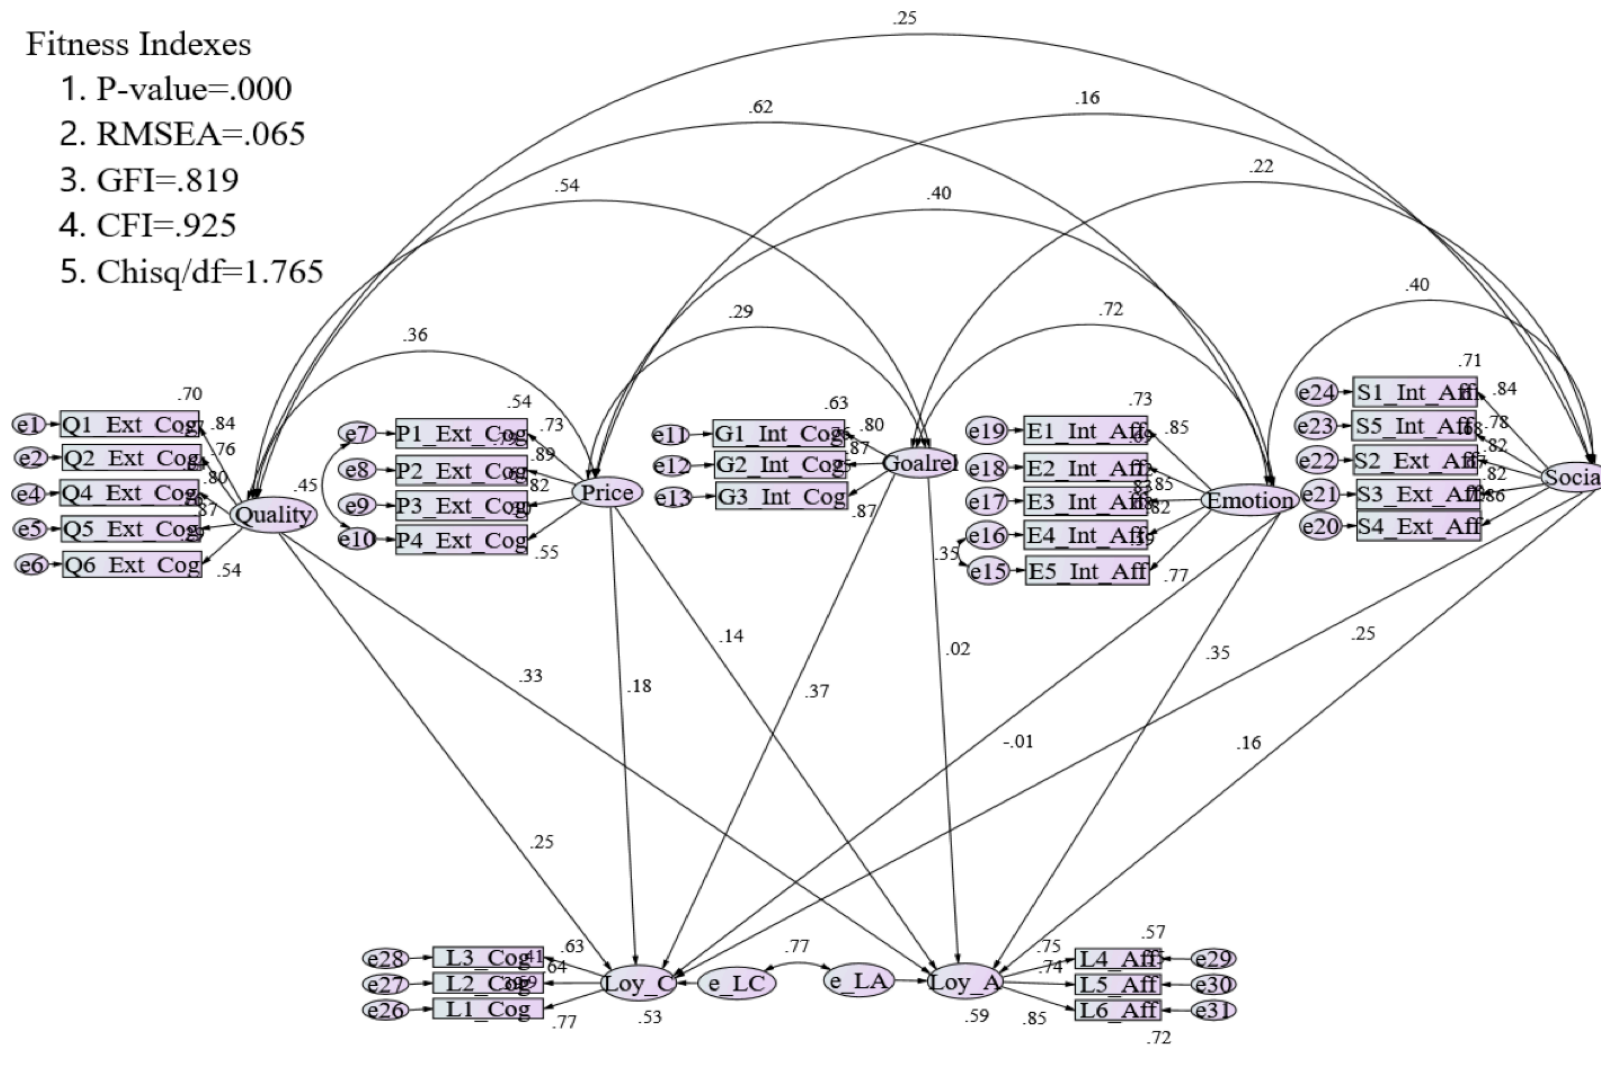 .25
Fitness Indexes
1. P-value=.000
2. RMSEA=.065
3. GFI=.819
4. CFI=.925
5. Chisq/df=1.765
.62
.16
.54
.40
.22
.36
.29
.72
.40
.70
e1 Q1_Ext_Cog .84
e2 Q2_Ext_Cog .76
e4 Q4_Ext_Cog .80
e5 Q5_Ext_Cog .87
e6 Q6_Ext_Cog .54
Quality
.45
.54
e7 P1_Ext_Cog .73
e8 P2_Ext_Cog .89
e9 P3_Ext_Cog .82
e10 P4_Ext_Cog .55
Price
.63
e11 G1_Int_Cog .80
e12 G2_Int_Cog .87
e13 G3_Int_Cog .87
Goalrel
.73
e19 E1_Int_Aff .85
e18 E2_Int_Aff
e17 E3_Int_Aff .85
e16 E4_Int_Aff .82
e15 E5_Int_Aff .77
.35
Emotion
.71
e24 S1_Int_Aff .84
e23 S5_Int_Aff .78
e22 S2_Ext_Aff .82
e21 S3_Ext_Aff .82
e20 S4_Ext_Aff .86
Socia
.33
.18
.14
.37
.02
-.01
.35
.25
.16
.25
e28 L3_Cog .41 .63
e27 L2_Cog .64
e26 L1_Cog .77
Loy_C
.53
e_LC
.77
e_LA
Loy_A
.59
.57
.75 L4_Aff e29
.74 L5_Aff e30
.85 L6_Aff e31
.72